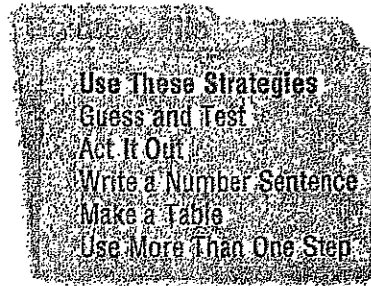 Use These Strategies
Guess and Test
Act It Out
Write a Number Sentence
Make a Table
Use More Than One Step